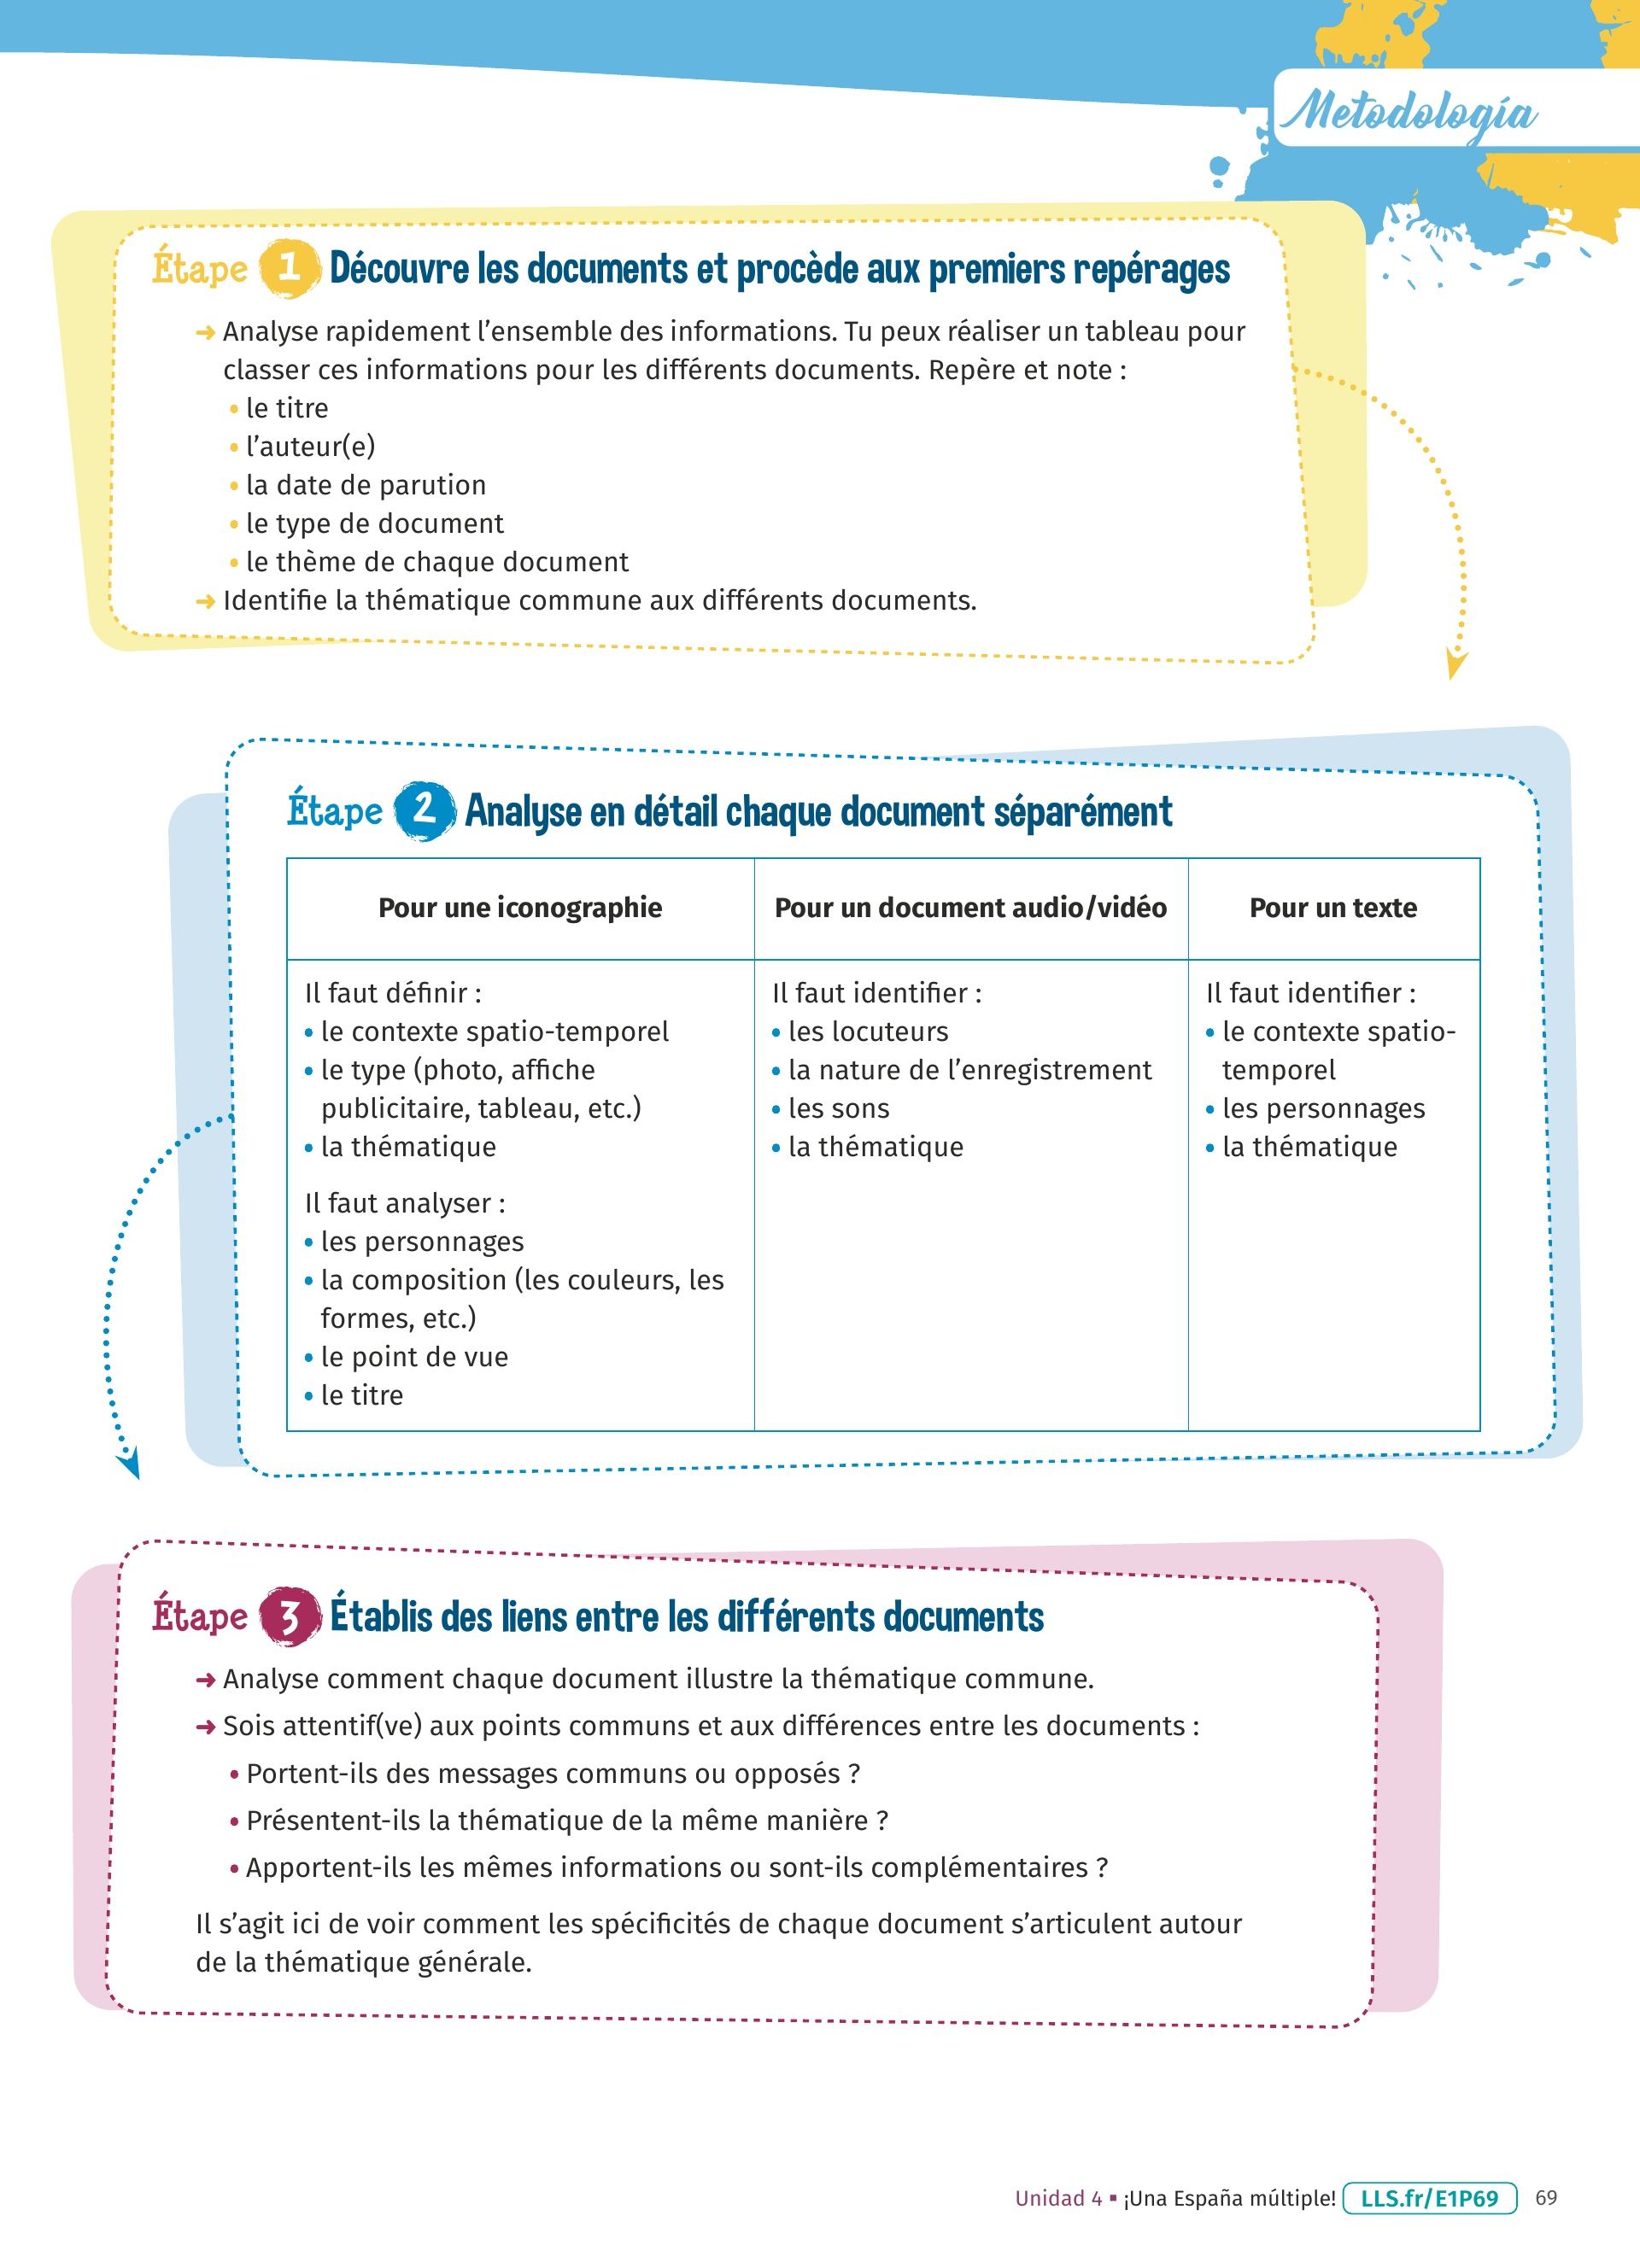 Metodología
Étape 1 Découvre les documents et procède aux premiers repérages
➜ Analyse rapidement l’ensemble des informations. Tu peux réaliser un tableau pour
classer ces informations pour les différents documents. Repère et note :
• le titre
• l’auteur(e)
• la date de parution
• le type de document
• le thème de chaque document
➜ Identifie la thématique commune aux différents documents.
Étape 2 Analyse en détail chaque document séparément
Pour une iconographie
Il faut définir :
• le contexte spatio-temporel
• le type (photo, affiche
publicitaire, tableau, etc.)
• la thématique
Il faut analyser :
• les personnages
• la composition (les couleurs, les
formes, etc.)
• le point de vue
• le titre
Pour un document audio/vidéo
Il faut identifier :
• les locuteurs
• la nature de l’enregistrement
• les sons
• la thématique
Pour un texte
Il faut identifier :
• le contexte spatio-
temporel
• les personnages
• la thématique
Étape 3 Établis des liens entre les différents documents
➜ Analyse comment chaque document illustre la thématique commune.
➜ Sois attentif(ve) aux points communs et aux différences entre les documents :
• Portent-ils des messages communs ou opposés ?
• Présentent-ils la thématique de la même manière ?
• Apportent-ils les mêmes informations ou sont-ils complémentaires ?
Il s’agit ici de voir comment les spécificités de chaque document s’articulent autour
de la thématique générale.
Unidad 4 ▪ ¡Una España múltiple! LLS.fr/E1P69 69